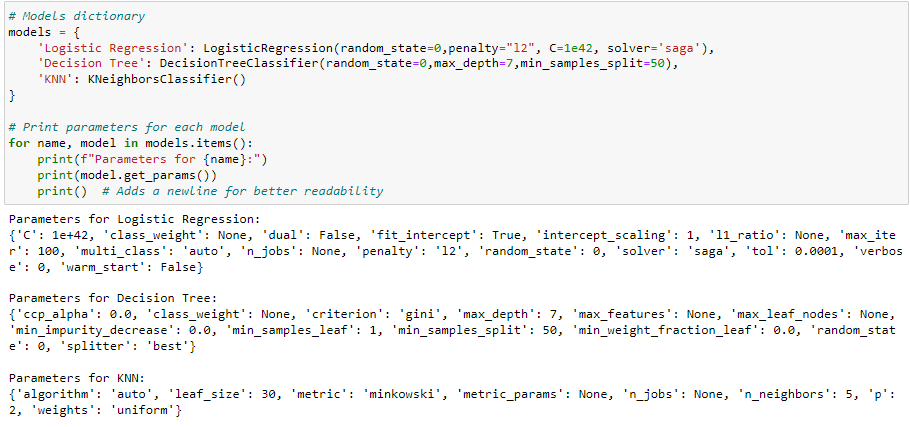 # Models dictionary
models = {
    'Logistic Regression': LogisticRegression(random_state=0,penalty="l2", C=1e42, solver='saga'),
    'Decision Tree': DecisionTreeClassifier(random_state=0,max_depth=7,min_samples_split=50),
    'KNN': KNeighborsClassifier()
}

# Print parameters for each model
for name, model in models.items():
    print(f"Parameters for {name}:")
    print(model.get_params())
    print()  # Adds a newline for better readability
Parameters for Logistic Regression:
{'C': 1e+42, 'class_weight': None, 'dual': False, 'fit_intercept': True, 'intercept_scaling': 1, 'l1_ratio': None, 'max_ite
r': 100, 'multi_class': 'auto', 'n_jobs': None, 'penalty': 'l2', 'random_state': 0, 'solver': 'saga', 'tol': 0.0001, 'verbos
e': 0, 'warm_start': False}

Parameters for Decision Tree:
{'ccp_alpha': 0.0, 'class_weight': None, 'criterion': 'gini', 'max_depth': 7, 'max_features': None, 'max_leaf_nodes': None,
'min_impurity_decrease': 0.0, 'min_samples_leaf': 1, 'min_samples_split': 50, 'min_weight_fraction_leaf': 0.0, 'random_stat
e': 0, 'splitter': 'best'}

Parameters for KNN:
{'algorithm': 'auto', 'leaf_size': 30, 'metric': 'minkowski', 'metric_params': None, 'n_jobs': None, 'n_neighbors': 5, 'p':
2, 'weights': 'uniform'}